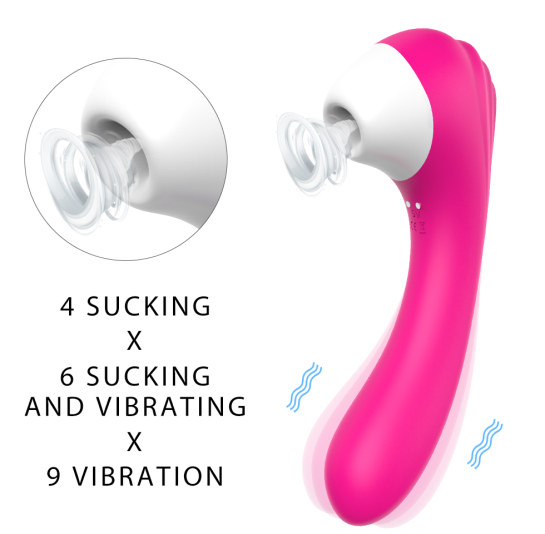 4 SUCKING
X
6 SUCKING
AND VIBRATING
X
9 VIBRATION